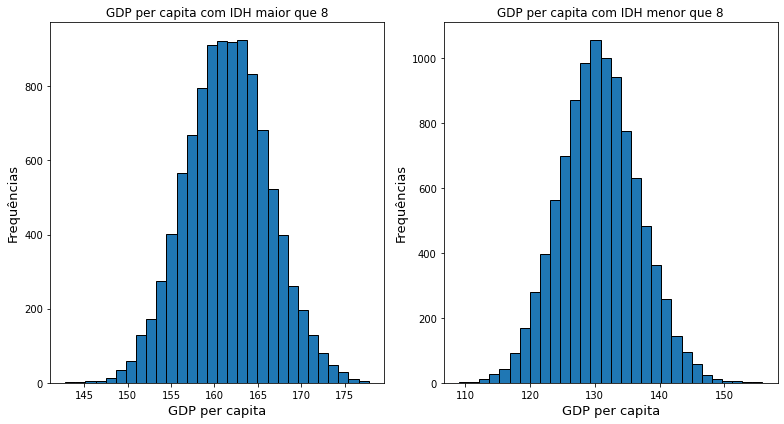 GDP per capita com IDH maior que 8
Frequências
800
600
400
200
0
145 150 155 160 165 170 175
GDP per capita
GDP per capita com IDH menor que 8
Frequências
1000
800
600
400
200
0
110 120 130 140 150
GDP per capita